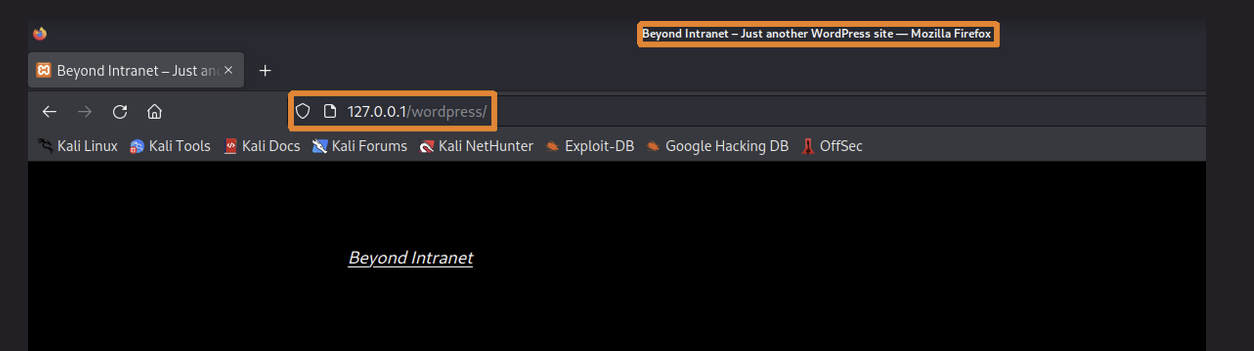 Beyond Intranet – Just another WordPress site — Mozilla Firefox
Beyond Intranet – Just an
127.0.0.1/wordpress/
Kali Linux Kali Tools Kali Docs Kali Forums Kali NetHunter Exploit-DB Google Hacking DB OffSec
Beyond Intranet